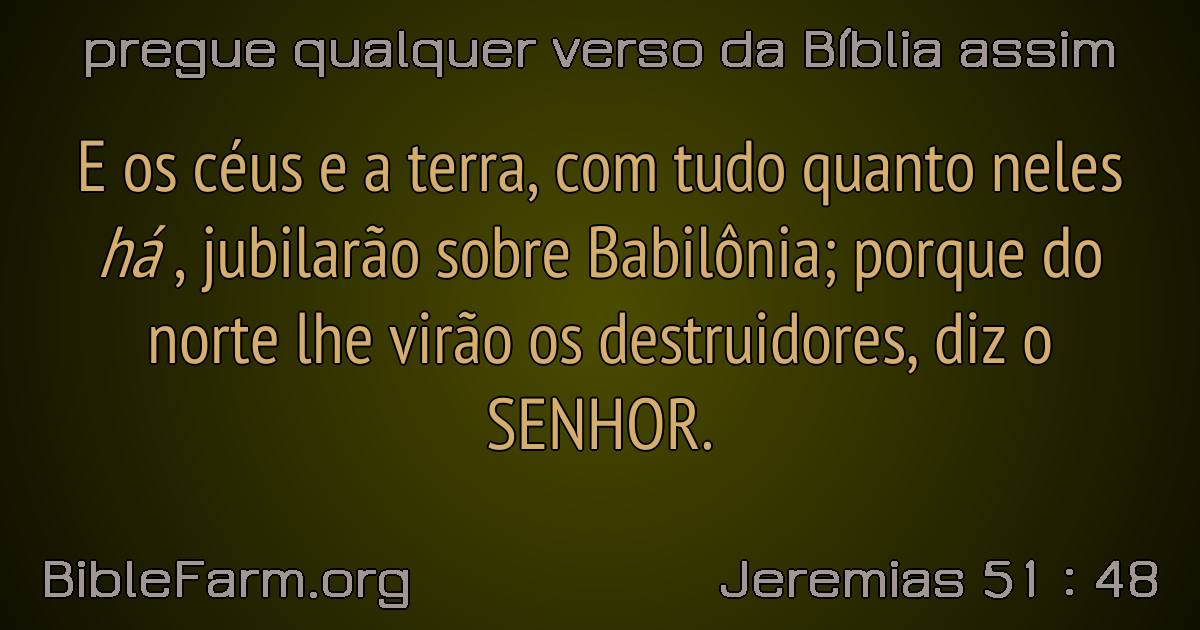 pregue qualquer verso da Bíblia assim
E os céus e a terra, com tudo quanto neles
há , jubilarão sobre Babilônia; porque do
norte lhe virão os destruidores, diz o
SENHOR.
BibleFarm.org
Jeremias 51 : 48